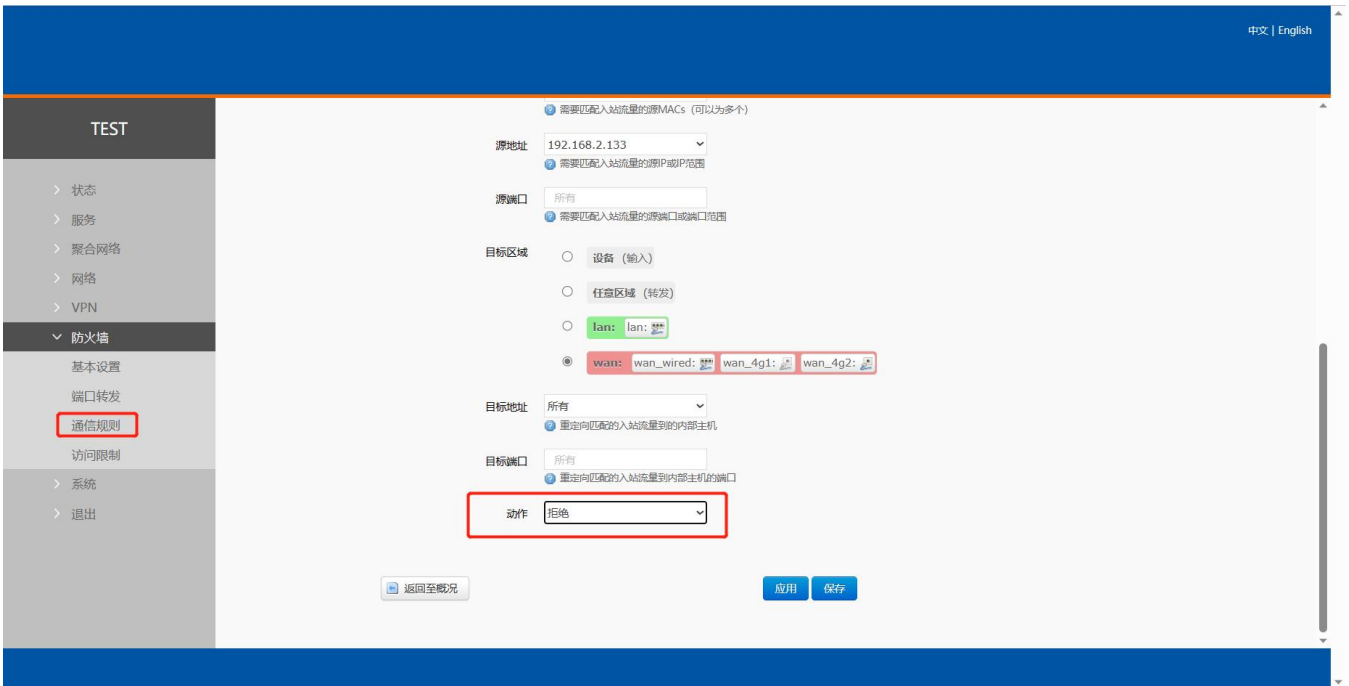 中文 | English
TEST
状态
服务
聚合网络
网络
VPN
防火墙
基本设置
端口转发
通信规则
访问限制
系统
退出
需要匹配入站流量的源MACs（可以为多个）
源地址 192.168.2.133
需要匹配入站流量的源IP或IP范围
源端口 所有
需要匹配入站流量的源端口或端口范围
目标区域 设备（输入）
任意区域（转发）
lan: lan:
wan: wan_wired: wan_4g1: wan_4g2:
目标地址 所有
重定向匹配的入站流量到的内部主机
目标端口 所有
重定向匹配的入站流量到内部主机的端口
动作 拒绝
返回至概况 应用 保存